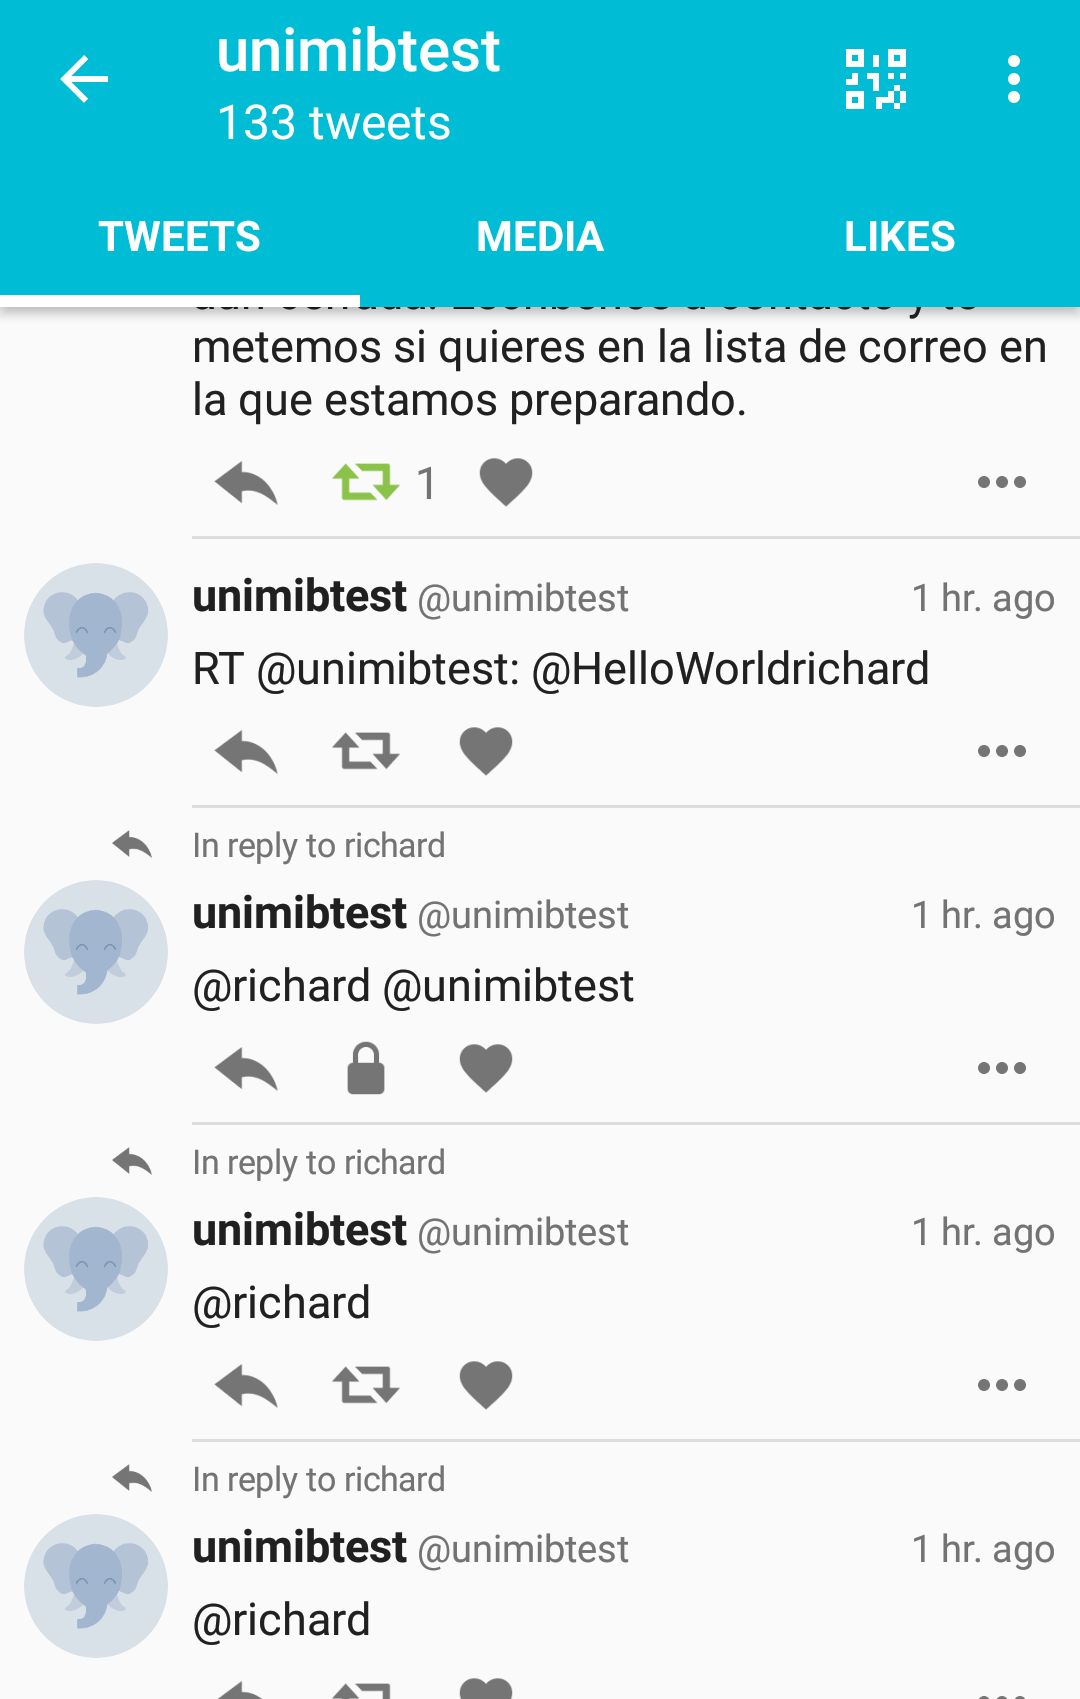 unimibtest
133 tweets
TWEETS
MEDIA
LIKES
metemos si quieres en la lista de correo en
la que estamos preparando.
1
unimibtest @unimibtest 1 hr. ago
RT @unimibtest: @HelloWorldrichard
In reply to richard
unimibtest @unimibtest 1 hr. ago
@richard @unimibtest
In reply to richard
unimibtest @unimibtest 1 hr. ago
@richard
In reply to richard
unimibtest @unimibtest 1 hr. ago
@richard